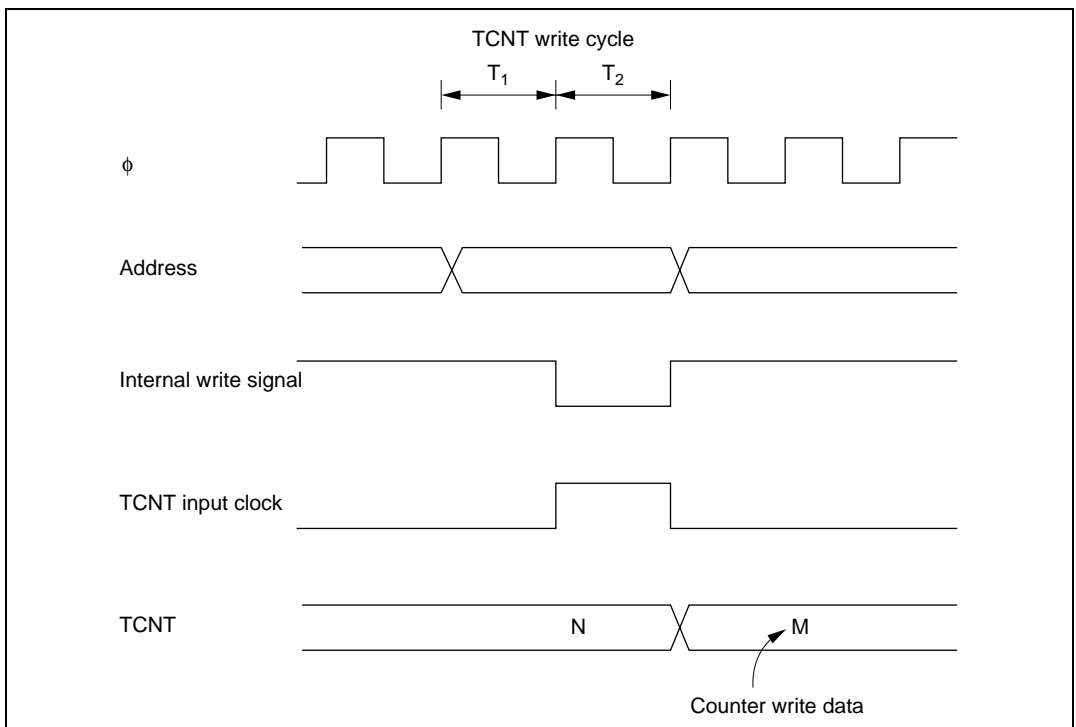 TCNT write cycle
T₁ T₂
ϕ
Address
Internal write signal
TCNT input clock
TCNT N M
Counter write data